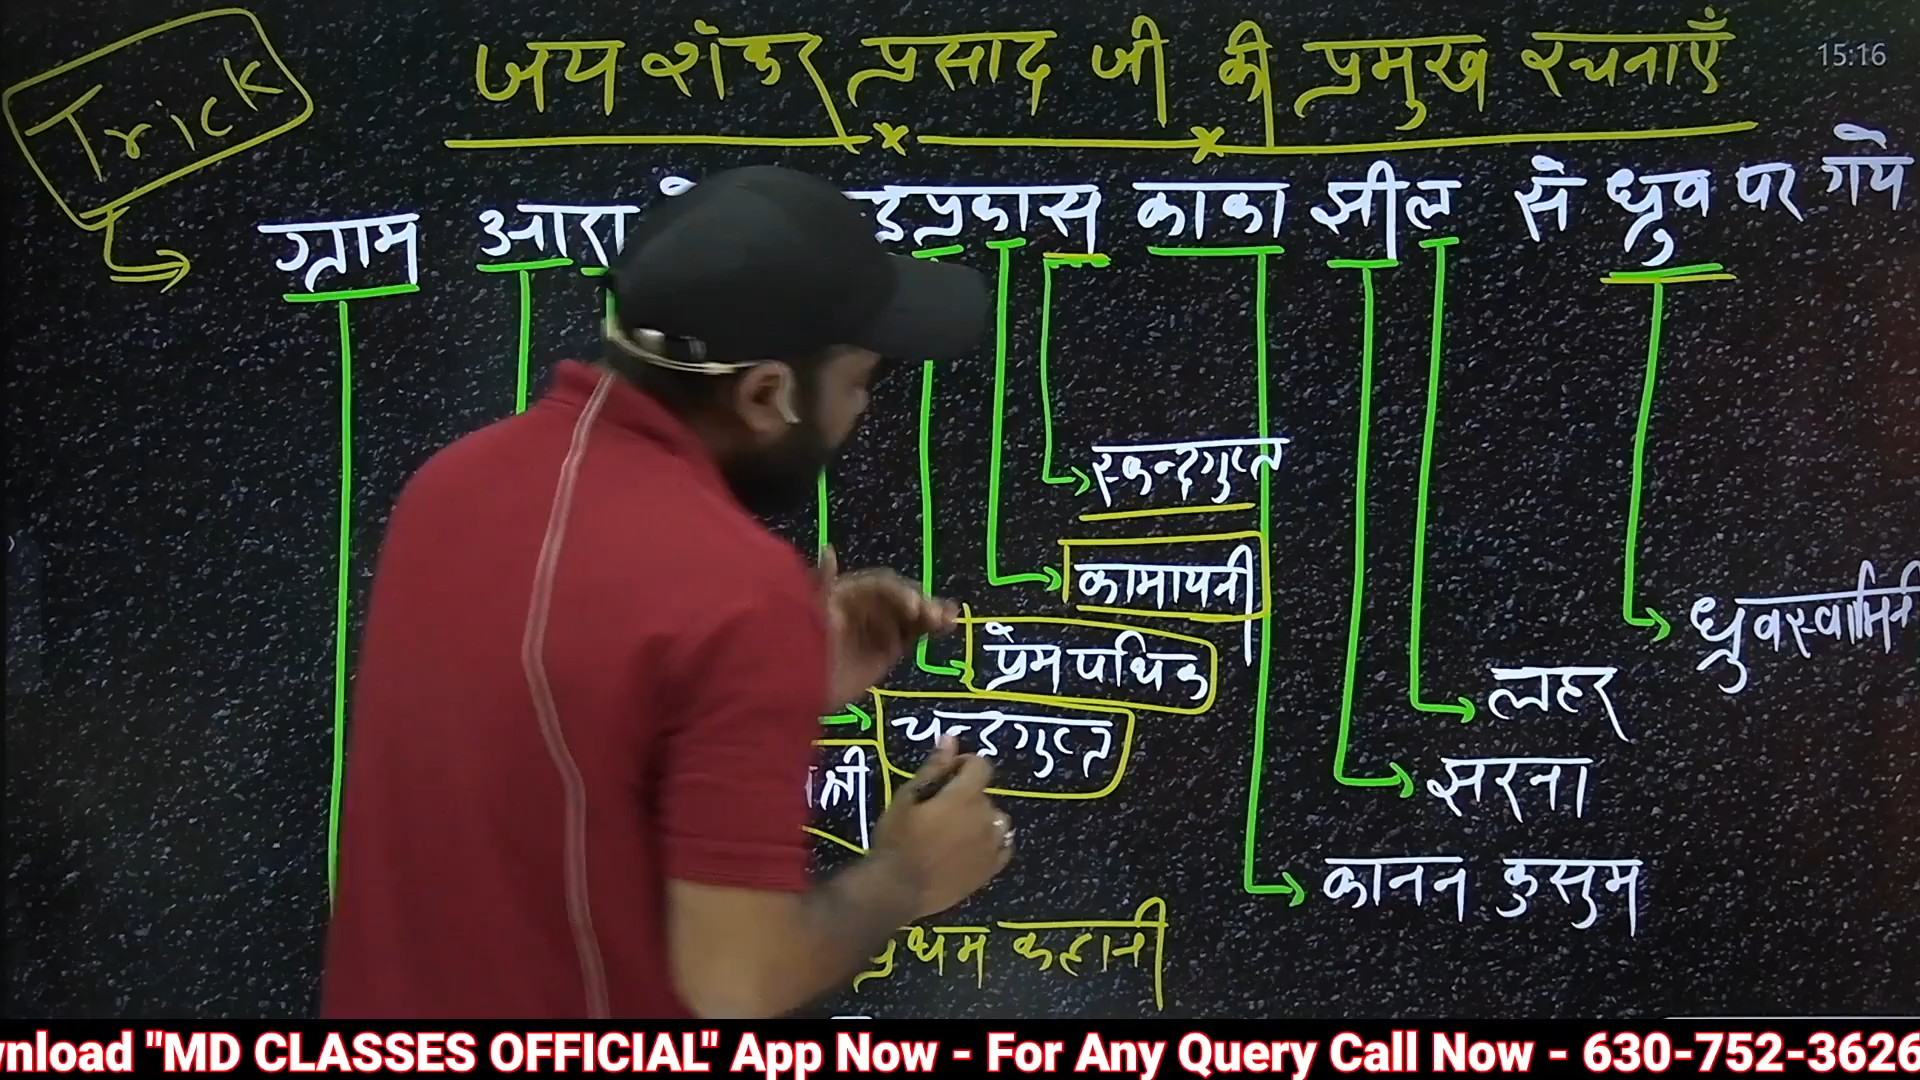 जय शंकर प्रसाद जी की प्रमुख रचनाएँ
15:16
Trick
ग्राम आरा प्रकास काका झील से ध्रुव पर गये
स्कन्दगुप्त
कामायनी
प्रेम पथिक
चन्द्रगुप्त
लहर
झरना
कानन कुसुम
ध्रुवस्वामिनी
प्रथम कहानी
wnload "MD CLASSES OFFICIAL" App Now - For Any Query Call Now - 630-752-3626